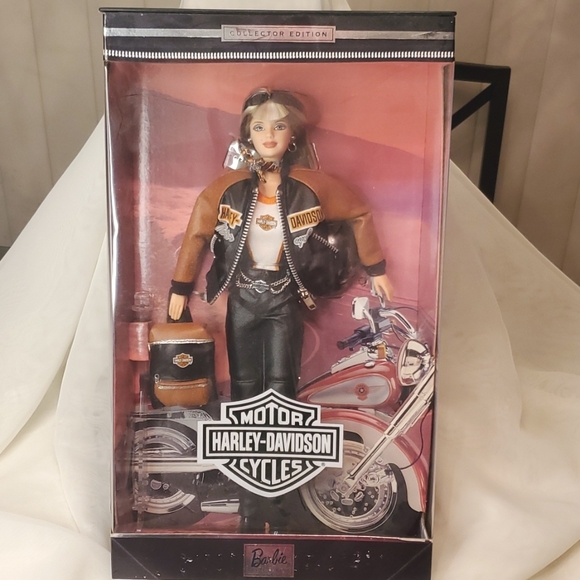 COLLECTOR EDITION
DAVIDSON
MOTOR
HARLEY-DAVIDSON
CYCLES
Barbie